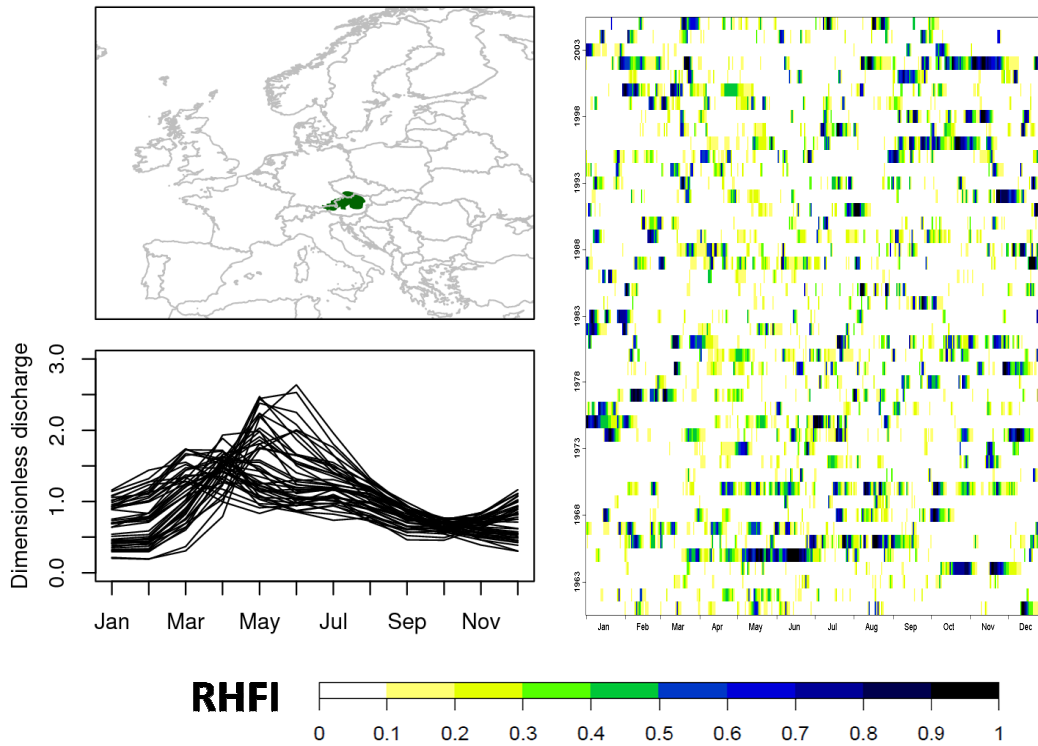 2003
1998
1993
1988
1983
1978
1973
1968
1963
Jan Feb Mar Apr May Jun Jul Aug Sep Oct Nov Dec
Dimensionless discharge
3.0
2.0
1.0
0.0
Jan Mar May Jul Sep Nov
RHFI
0 0.1 0.2 0.3 0.4 0.5 0.6 0.7 0.8 0.9 1